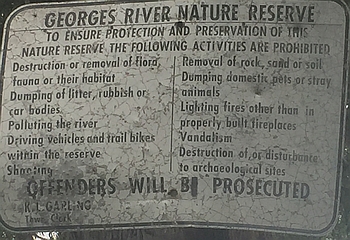 GEORGES RIVER NATURE RESERVE
TO ENSURE PROTECTION AND PRESERVATION OF THIS
NATURE RESERVE THE FOLLOWING ACTIVITIES ARE PROHIBITED
Destruction or removal of flora,
fauna or their habitat
Dumping of litter, rubbish or
car bodies.
Polluting the river
Driving vehicles and trail bikes
within the reserve
Shooting
Removal of rock, sand or soil
Dumping domestic pets or stray
animals
Lighting fires other than in
properly built fireplaces
Vandalism
Destruction of, or disturbance
to archaeological sites
OFFENDERS WILL BE PROSECUTED
R.I. GARLING
Town Clerk